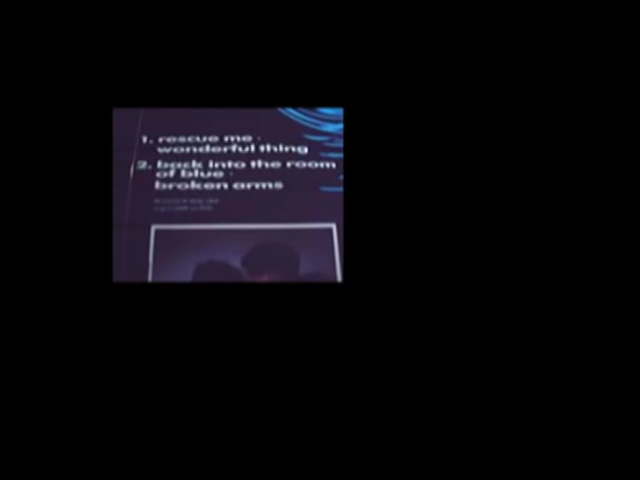 1. rescue me ·
wonderful thing
2. back into the room
of blue ·
broken arms